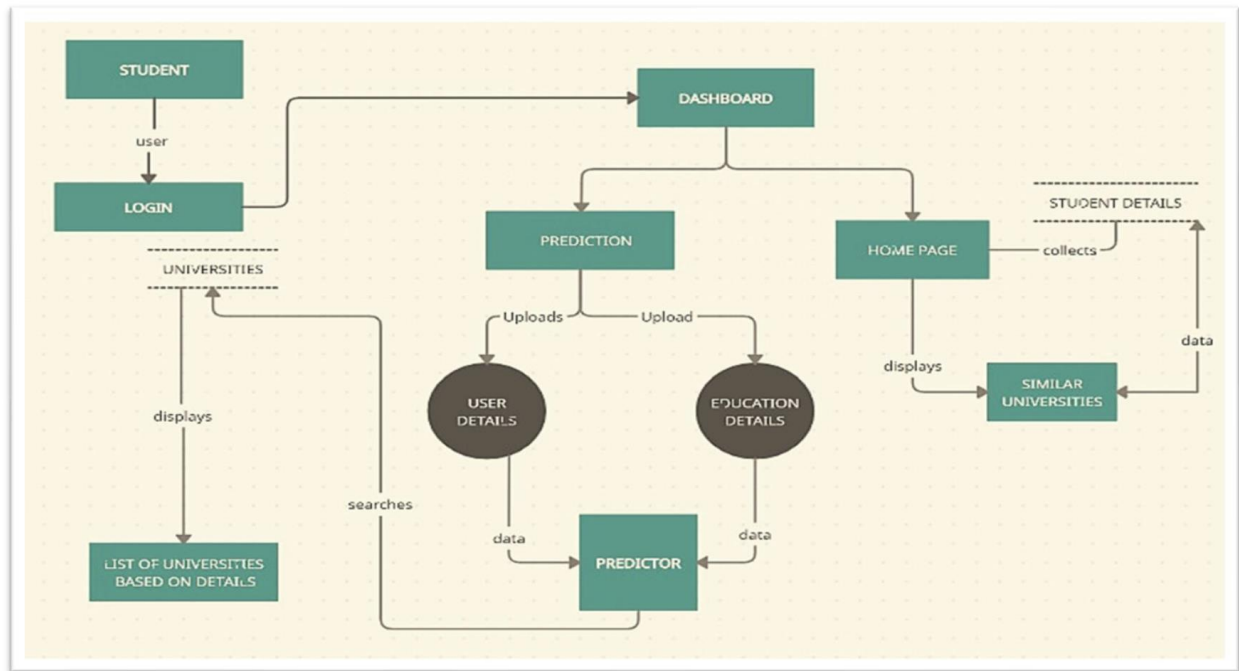 STUDENT
user
LOGIN
DASHBOARD
PREDICTION
HOME PAGE
STUDENT DETAILS
collects
UNIVERSITIES
Uploads
Upload
data
displays
SIMILAR
UNIVERSITIES
USER
DETAILS
EDUCATION
DETAILS
displays
searches
data
data
PREDICTOR
LIST OF UNIVERSITIES
BASED ON DETAILS